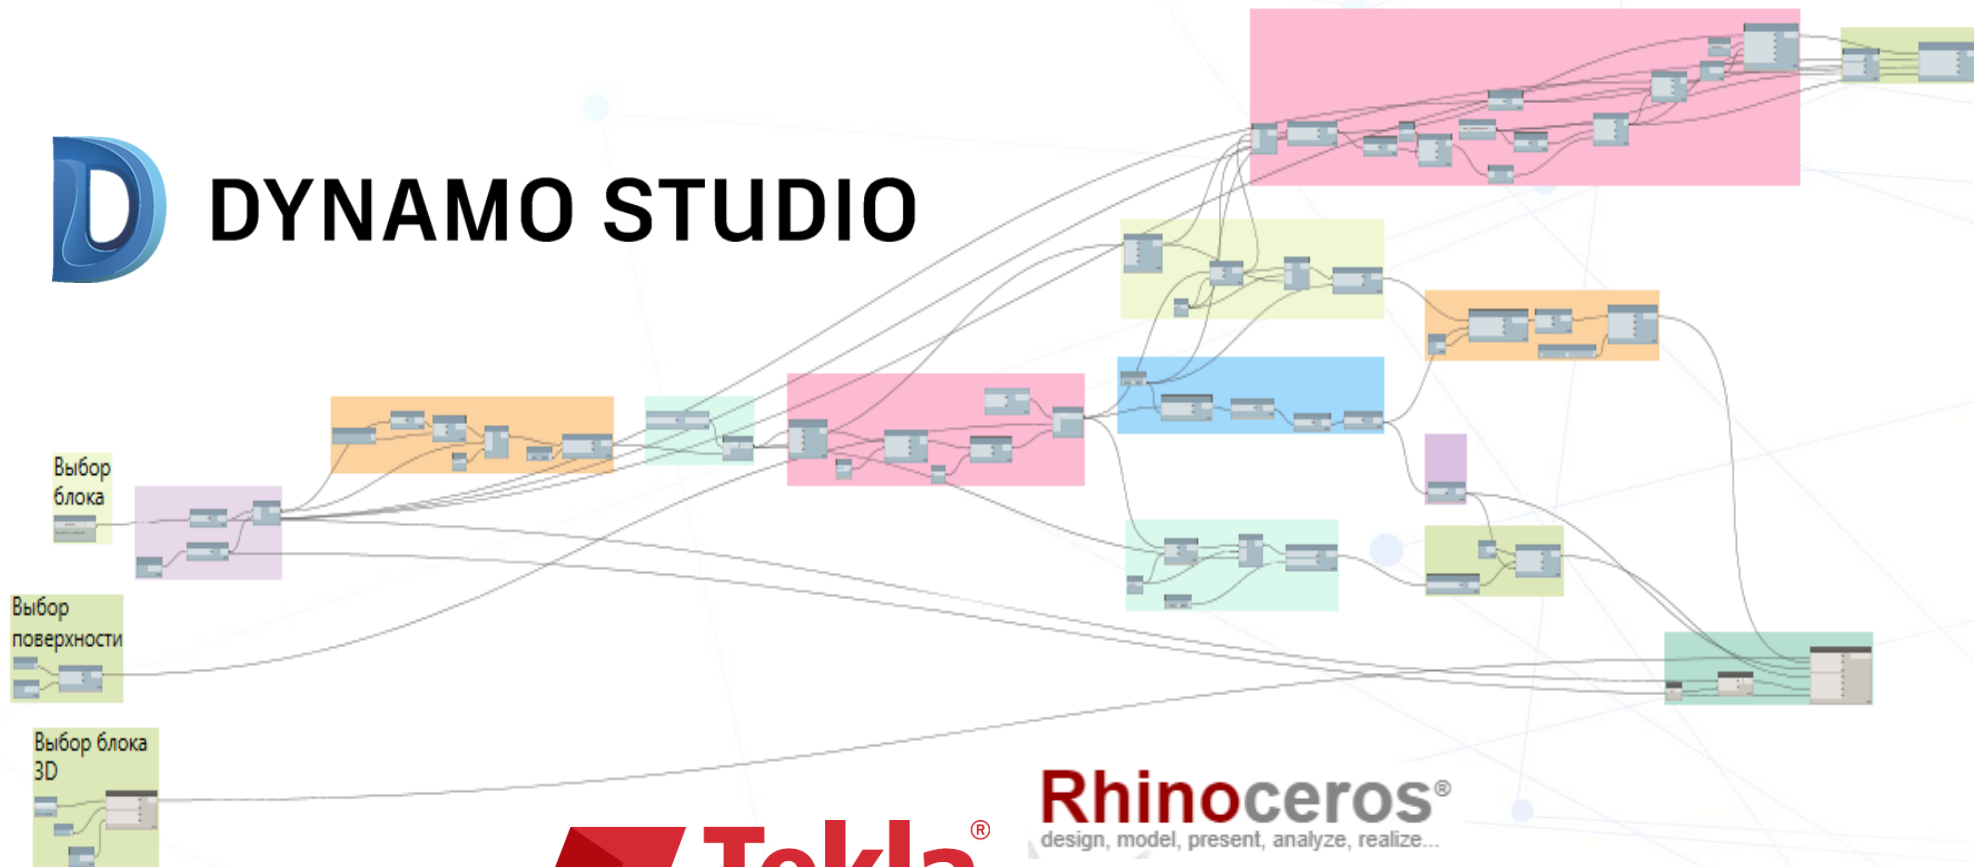 DYNAMO STUDIO
Выбор
блока
Выбор
поверхности
Выбор блока
3D
Tekla®
Rhinoceros®
design, model, present, analyze, realize...